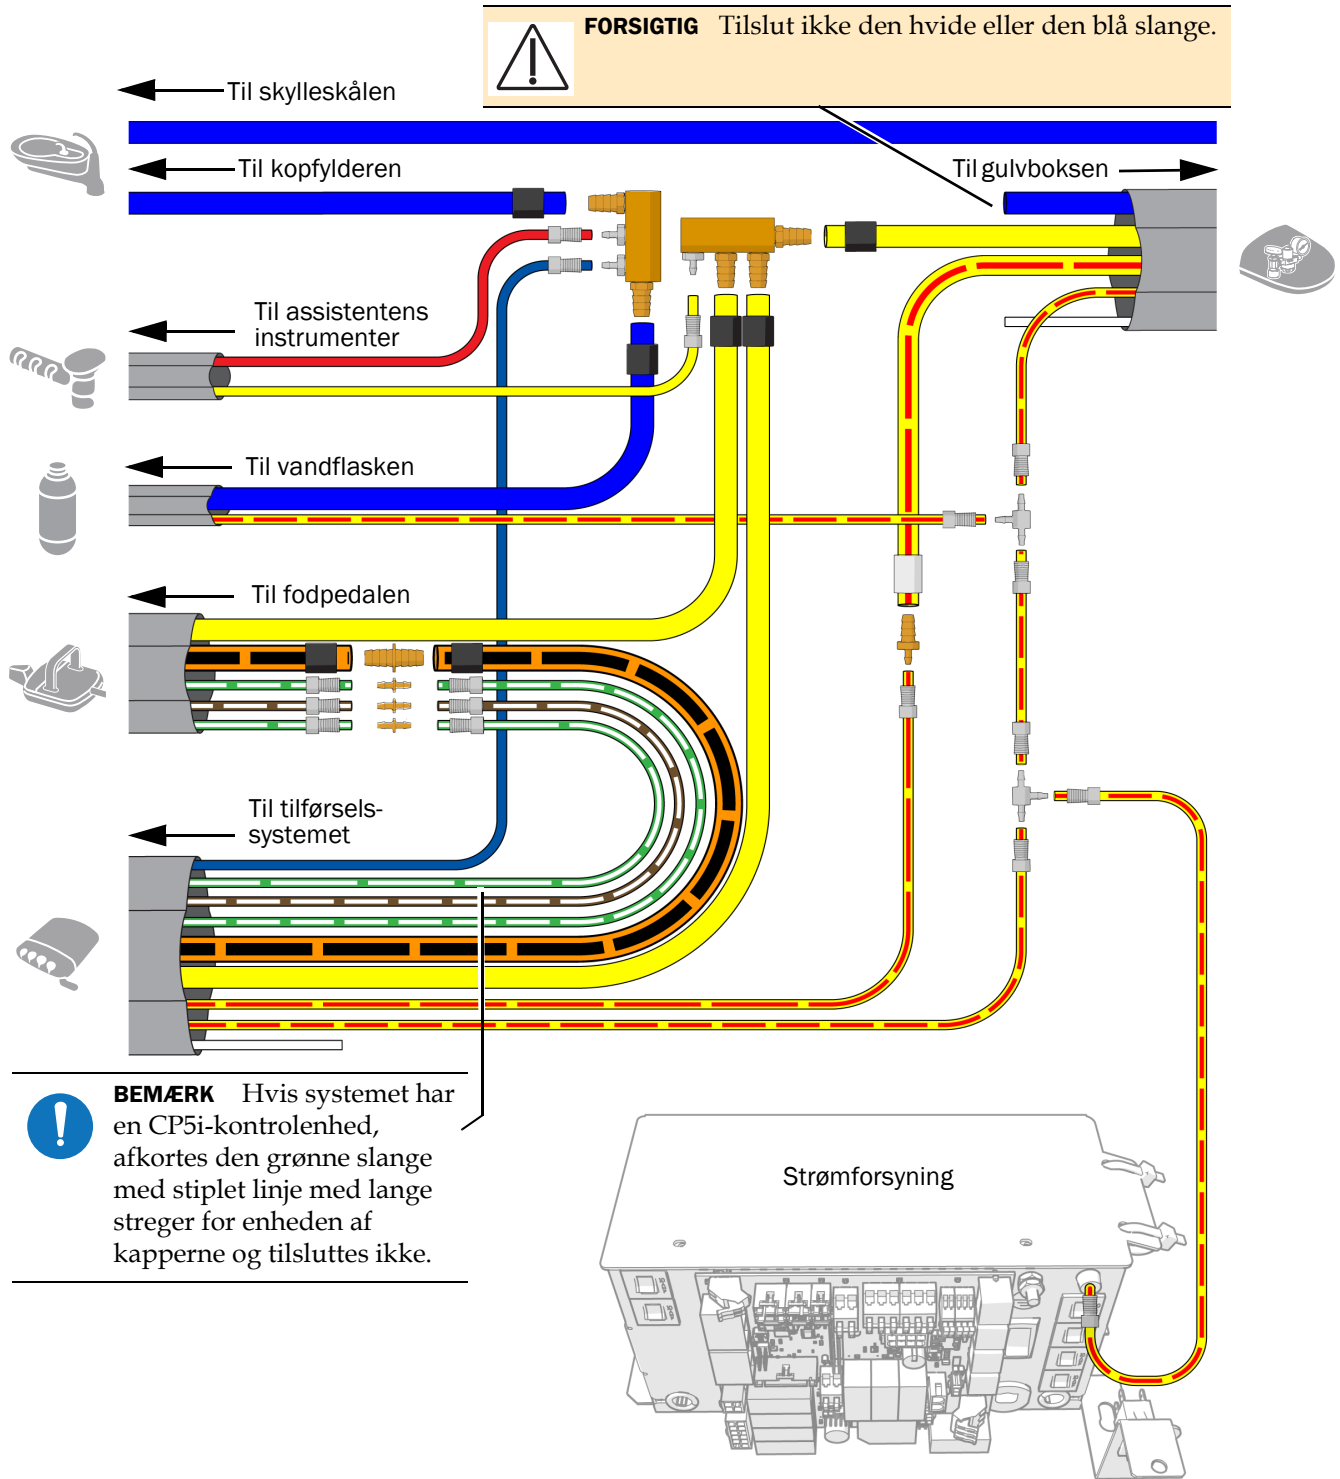 FORSIGTIG Tilslut ikke den hvide eller den blå slange.
Til skylleskålen
Til kopfylderen
Til gulvboksen
Til assistentens
instrumenter
Til vandflasken
Til fodpedalen
Til tilførsels-
systemet
BEMÆRK Hvis systemet har
en CP5i-kontrolenhed,
afkortes den grønne slange
med stiplet linje med lange
streger for enheden af
kapperne og tilsluttes ikke.
Strømforsyning